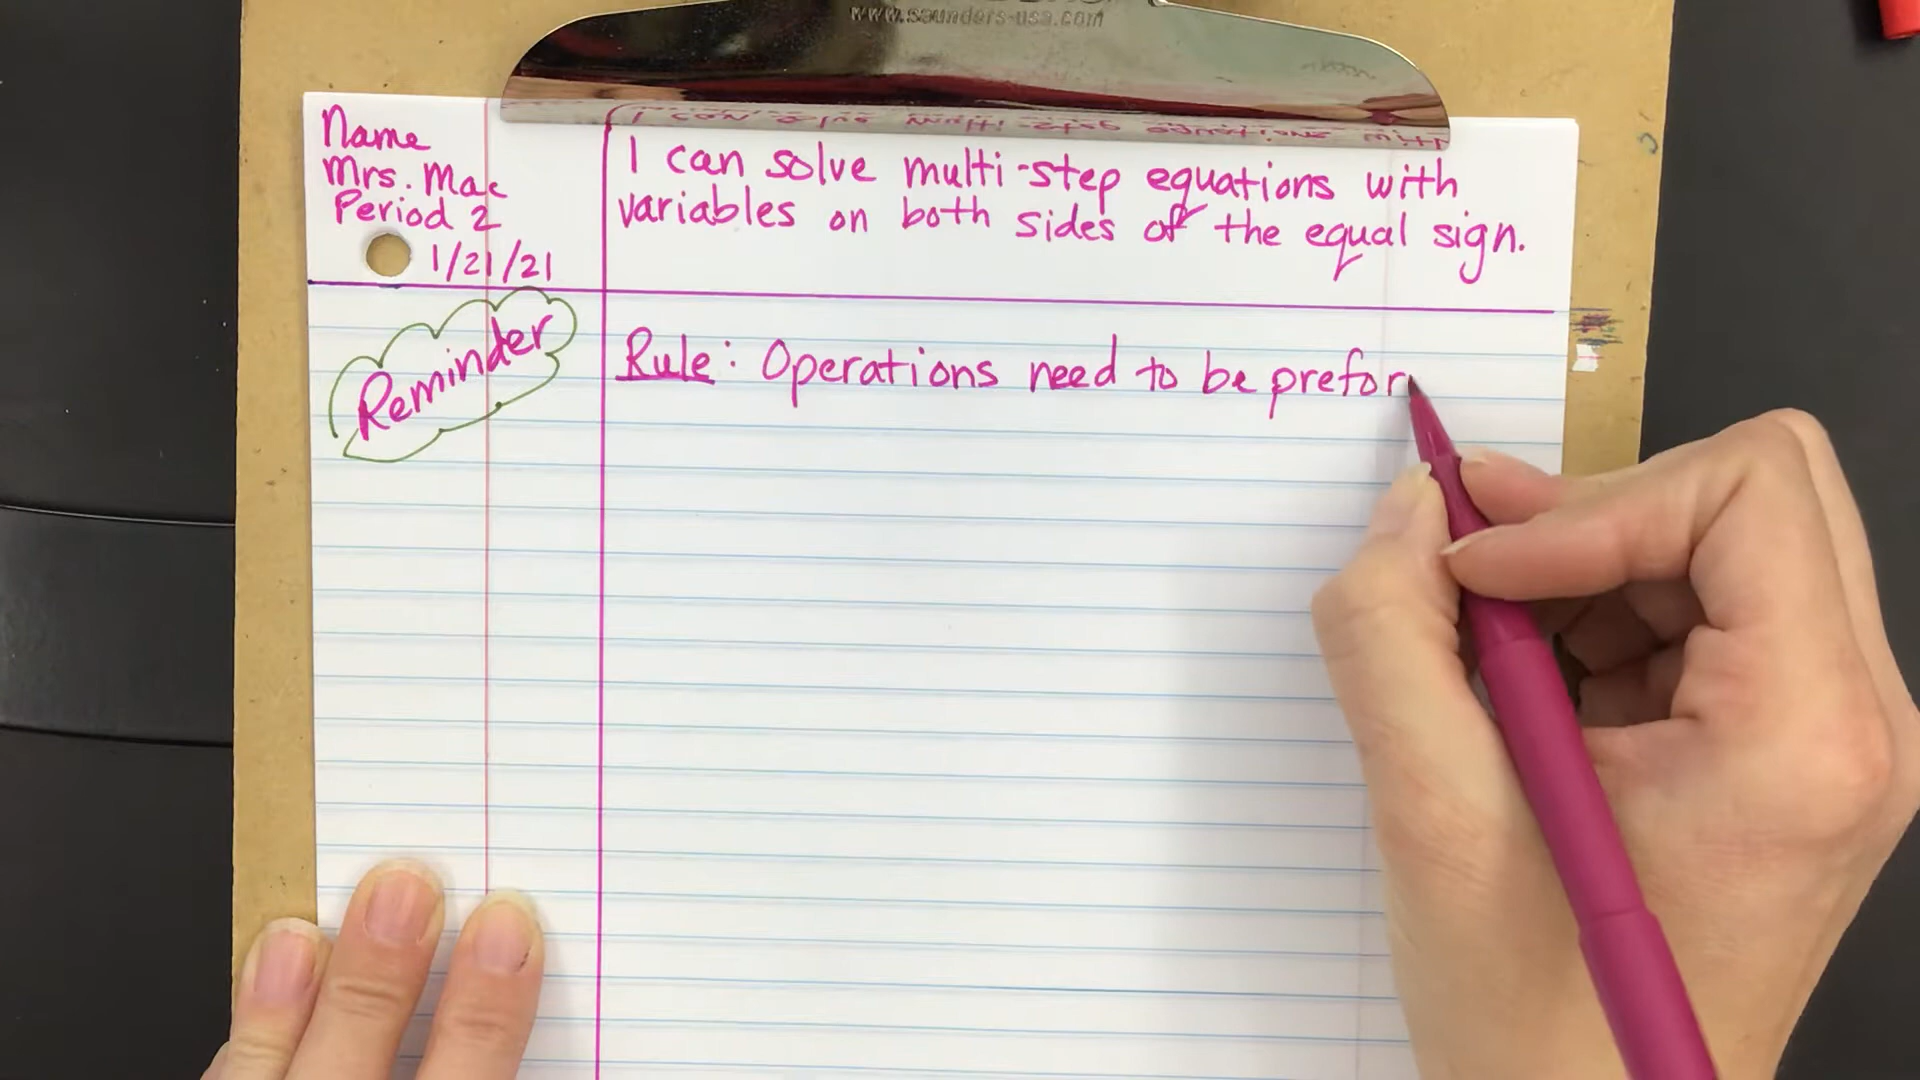 www.saunders-usa.com
Name
Mrs. Mac
Period 2
1/21/21
I can solve multi-step equations with
variables on both sides of the equal sign.
Reminder
Rule: Operations need to be prefor